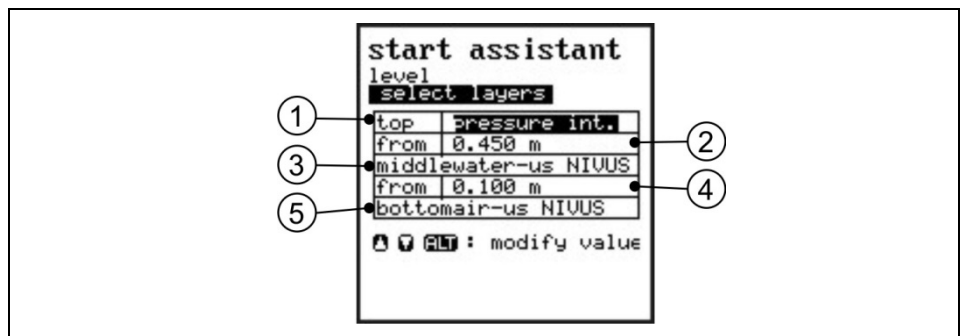 start assistant
level
select layers
① top pressure int.
from 0.450 m ②
③ middlewater-us NIVUS
from 0.100 m ④
⑤ bottomair-us NIVUS
ALT : modify value